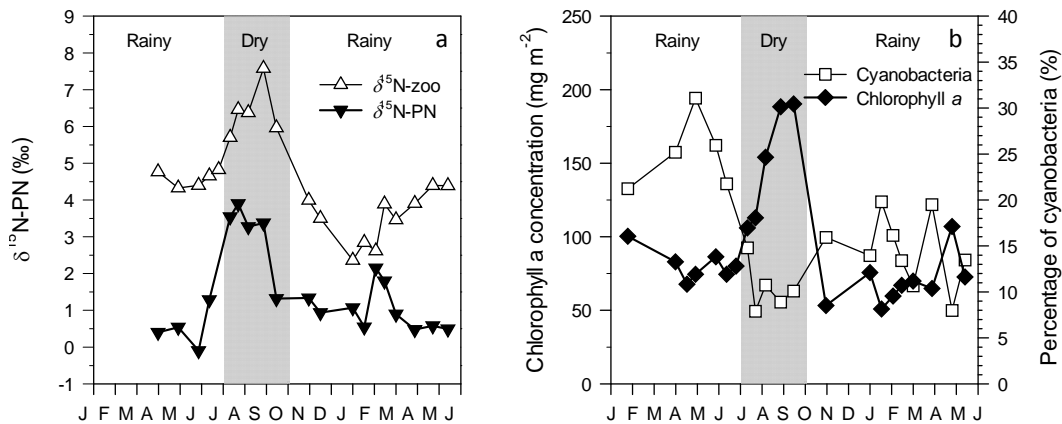 9
8
7
6
5
4
3
2
1
0
-1
δ¹⁵N-PN (‰)
Rainy
Dry
Rainy
a
δ¹⁵N-zoo
δ¹⁵N-PN
J F M A M J J A S O N D J F M A M J
250
200
150
100
50
0
Chlorophyll a concentration (mg m⁻²)
Rainy
Dry
Rainy
b
Cyanobacteria
Chlorophyll a
40
35
30
25
20
15
10
5
0
Percentage of cyanobacteria (%)
J F M A M J J A S O N D J F M A M J